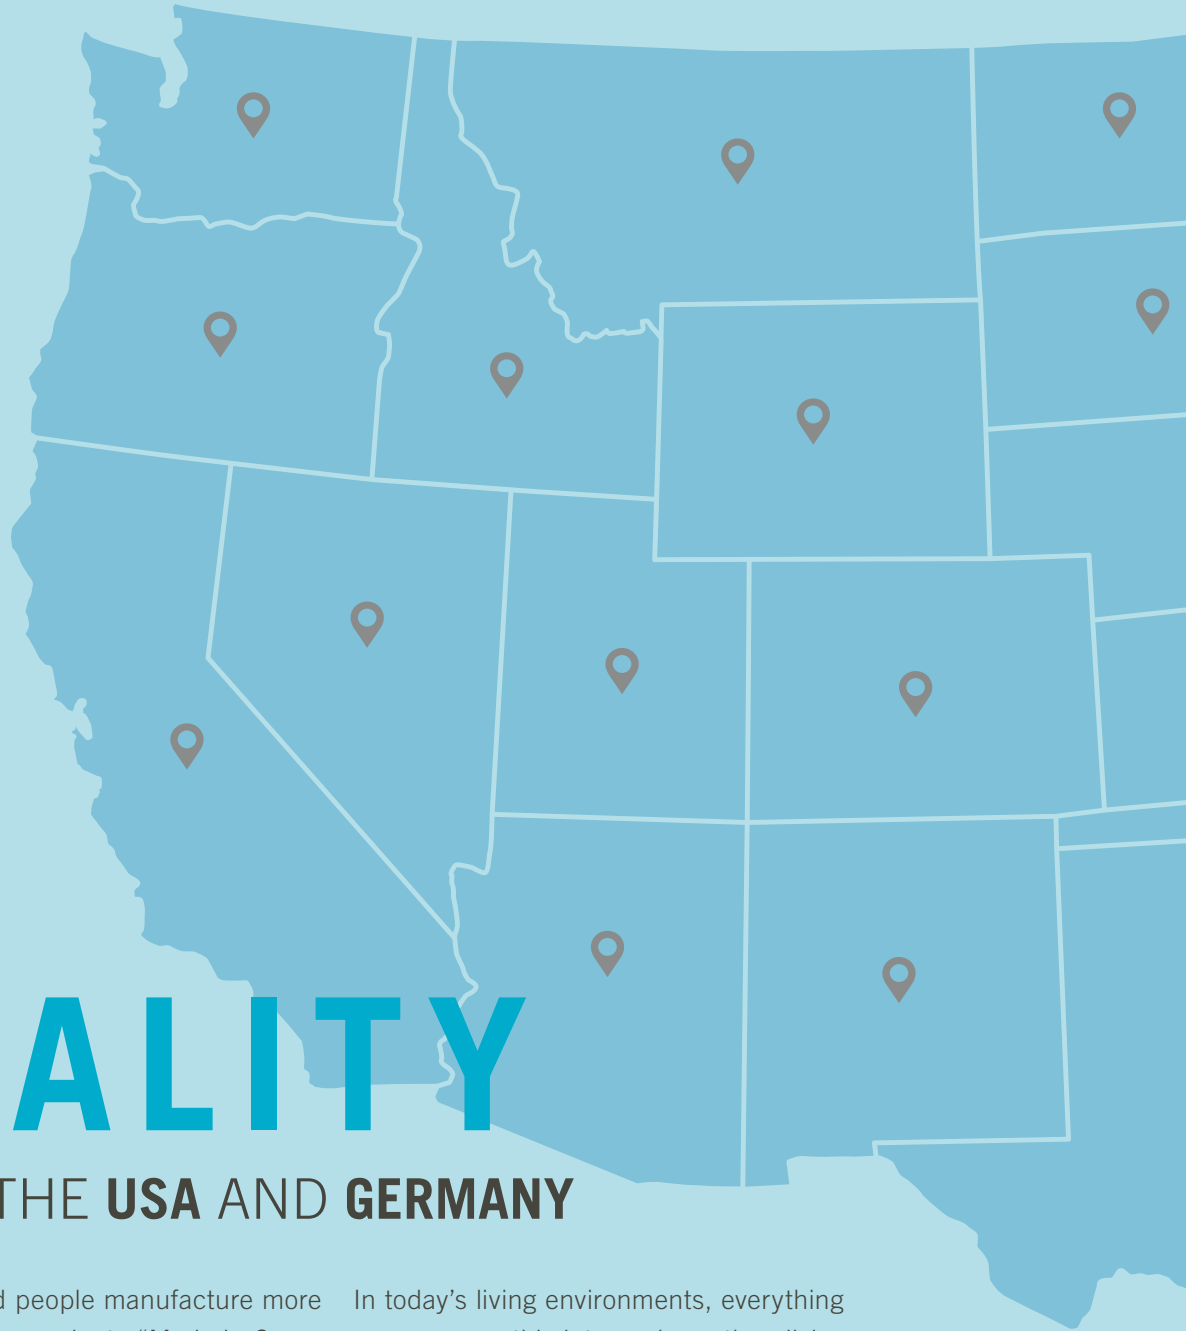 ALITY
THE USA AND GERMANY
people manufacture more
In today's living environments, everything